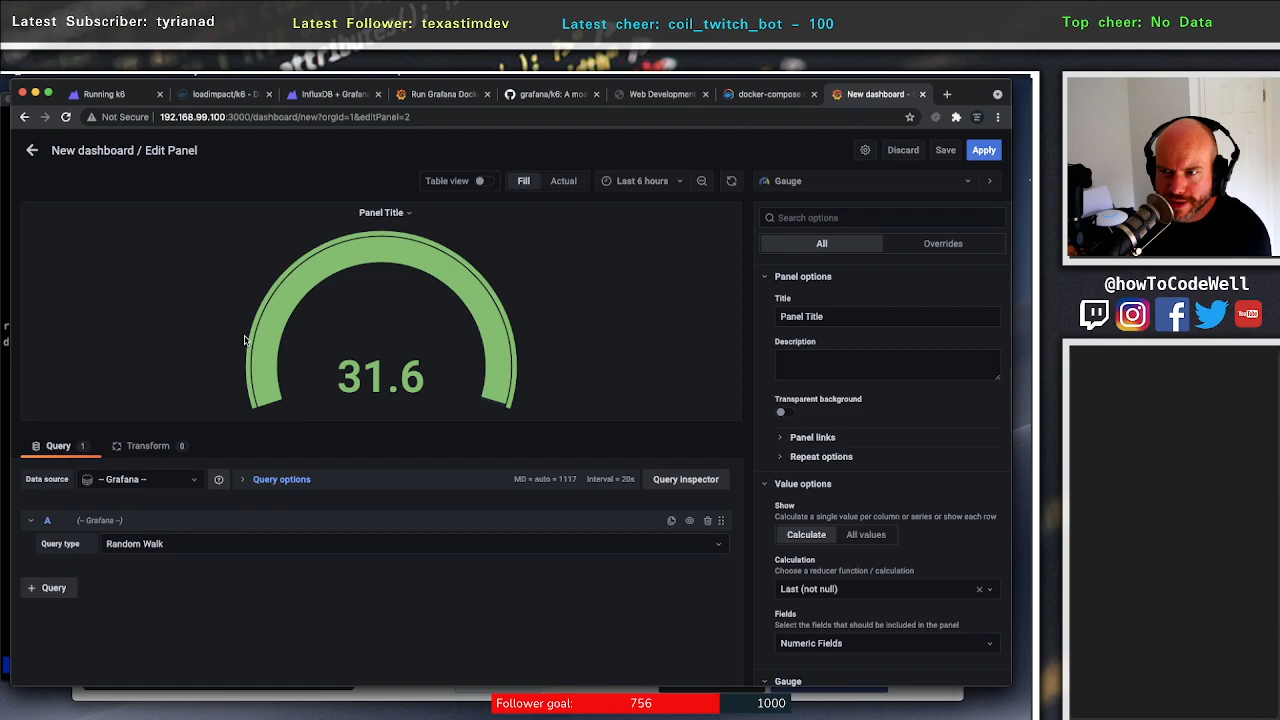 Latest Subscriber: tyrianad
Latest Follower: texastimdev
Latest cheer: coil_twitch_bot - 100
Top cheer: No Data
Running k6
loadimpact/k6 - D
InfluxDB + Grafana
Run Grafana Dock
grafana/k6: A mod
Web Development
docker-compose
New dashboard -
Not Secure
192.168.99.100:3000/dashboard/new?orgId=1&editPanel=2
New dashboard / Edit Panel
Discard
Save
Apply
Table view
Fill
Actual
Last 6 hours
Gauge
Panel Title
31.6
Search options
All
Overrides
Panel options
Title
Panel Title
Description
Transparent background
Panel links
Repeat options
Value options
Show
Calculate a single value per column or series or show each row
Calculate
All values
Calculation
Choose a reducer function / calculation
Last (not null)
Fields
Select the fields that should be included in the panel
Numeric Fields
Gauge
Query 1
Transform 0
Data source
-- Grafana --
Query options
MD = auto = 1117
Interval = 20s
Query inspector
A
(-- Grafana --)
Query type
Random Walk
+ Query
@howToCodeWell
You Tube
Follower goal: 756 1000